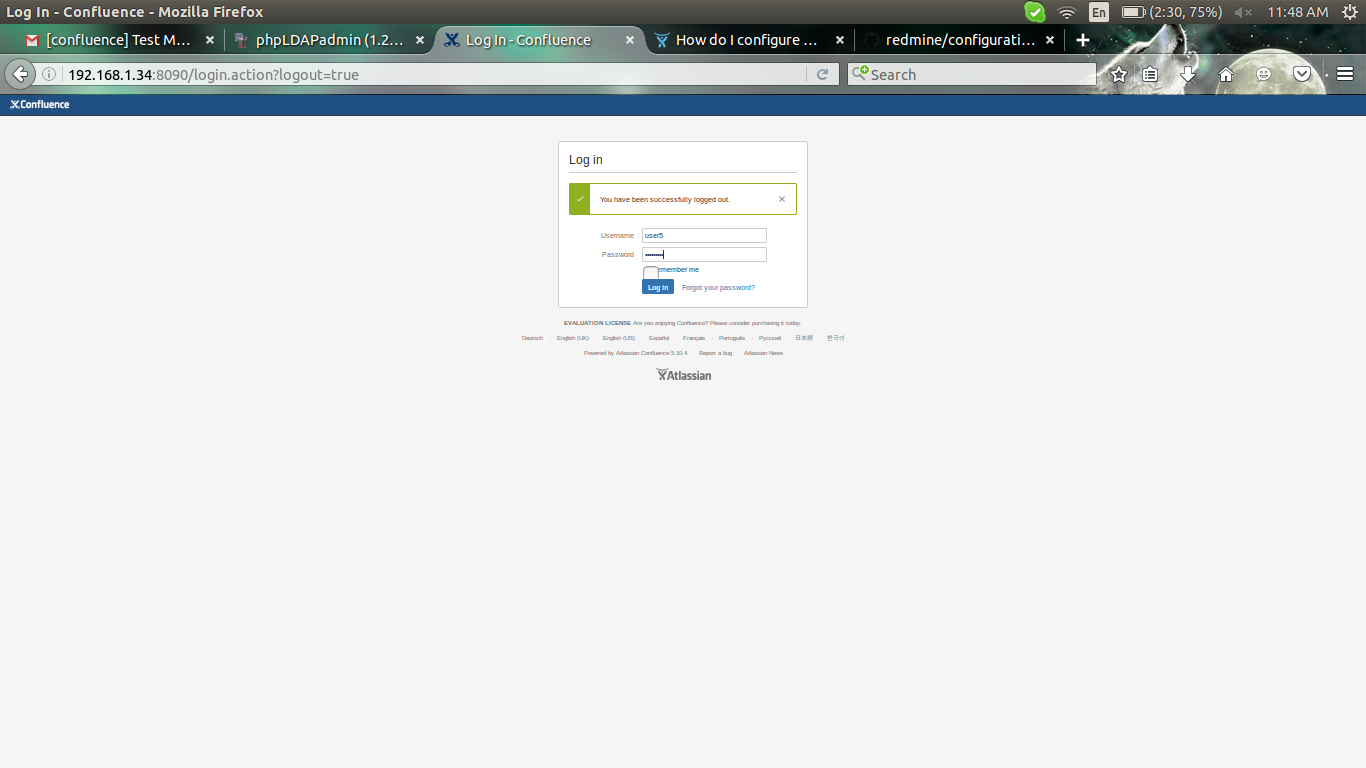 Log In - Confluence - Mozilla Firefox
En (2:30, 75%) 11:48 AM
[confluence] Test M... × phpLDAPadmin (1.2... × Log In - Confluence × How do I configure ... × redmine/configurati... × +
192.168.1.34:8090/login.action?logout=true Search
Confluence
Log in
You have been successfully logged out.
Username user5
Password ••••••••
emember me
Log in Forgot your password?
EVALUATION LICENSE Are you enjoying Confluence? Please consider purchasing it today.
Deutsch · English (UK) · English (US) · Español · Français · Português · Русский · 日本語 · 한국어
Powered by Atlassian Confluence 5.10.4 · Report a bug · Atlassian News
Atlassian